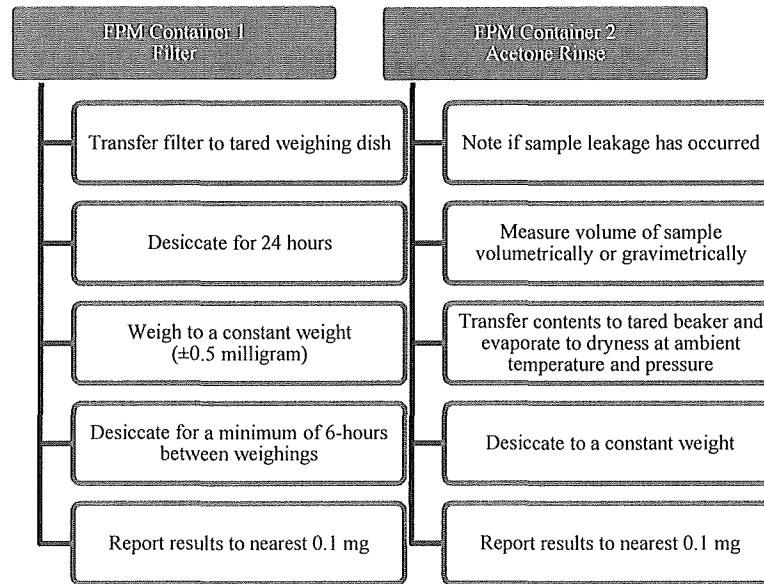 FPM Container 1
Filter
Transfer filter to tared weighing dish
Desiccate for 24 hours
Weigh to a constant weight
(±0.5 milligram)
Desiccate for a minimum of 6-hours
between weighings
Report results to nearest 0.1 mg
FPM Container 2
Acetone Rinse
Note if sample leakage has occurred
Measure volume of sample
volumetrically or gravimetrically
Transfer contents to tared beaker and
evaporate to dryness at ambient
temperature and pressure
Desiccate to a constant weight
Report results to nearest 0.1 mg